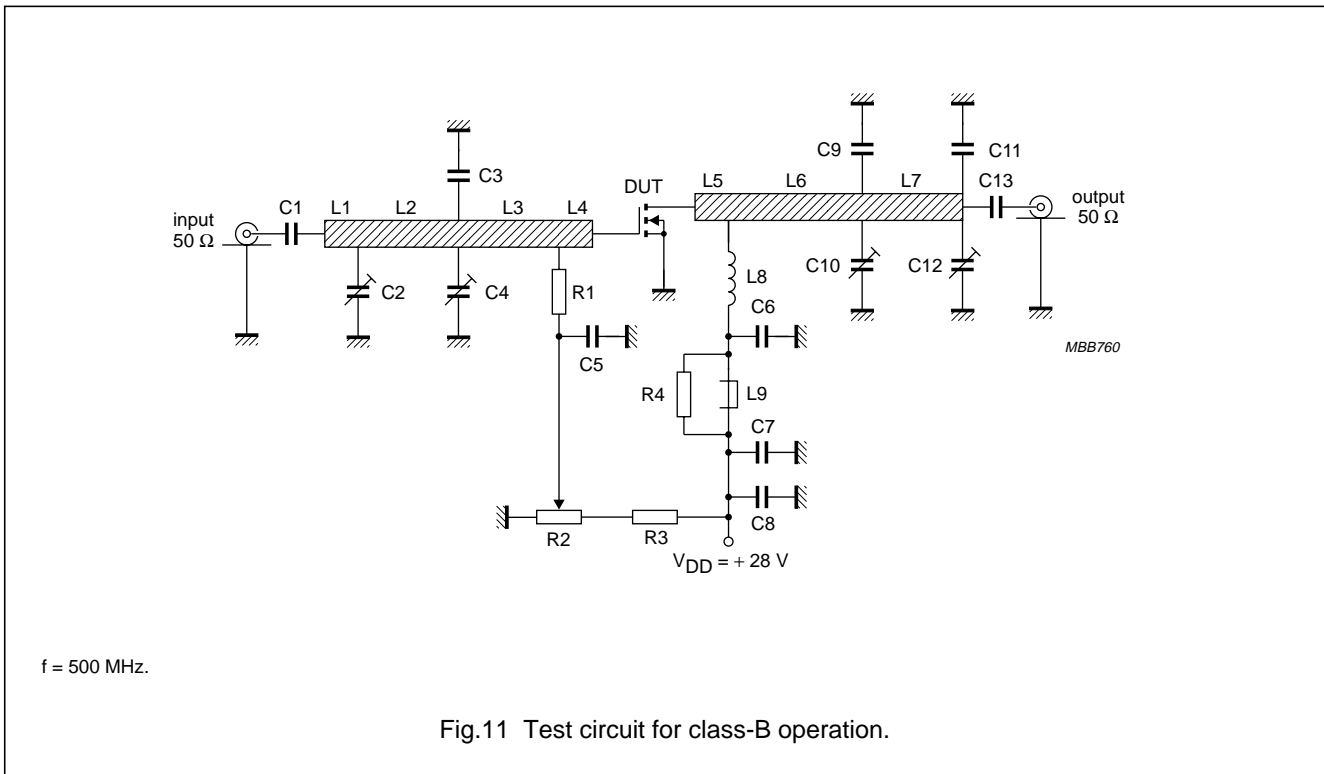 C9
C11
C3
DUT
L5
L6
L7
C13
output
50 Ω
input
50 Ω
C1
L1
L2
L3
L4
C2
C4
R1
L8
C10
C12
C6
C5
MBB760
R4
L9
C7
R2
R3
C8
VDD = + 28 V
f = 500 MHz.
Fig.11 Test circuit for class-B operation.